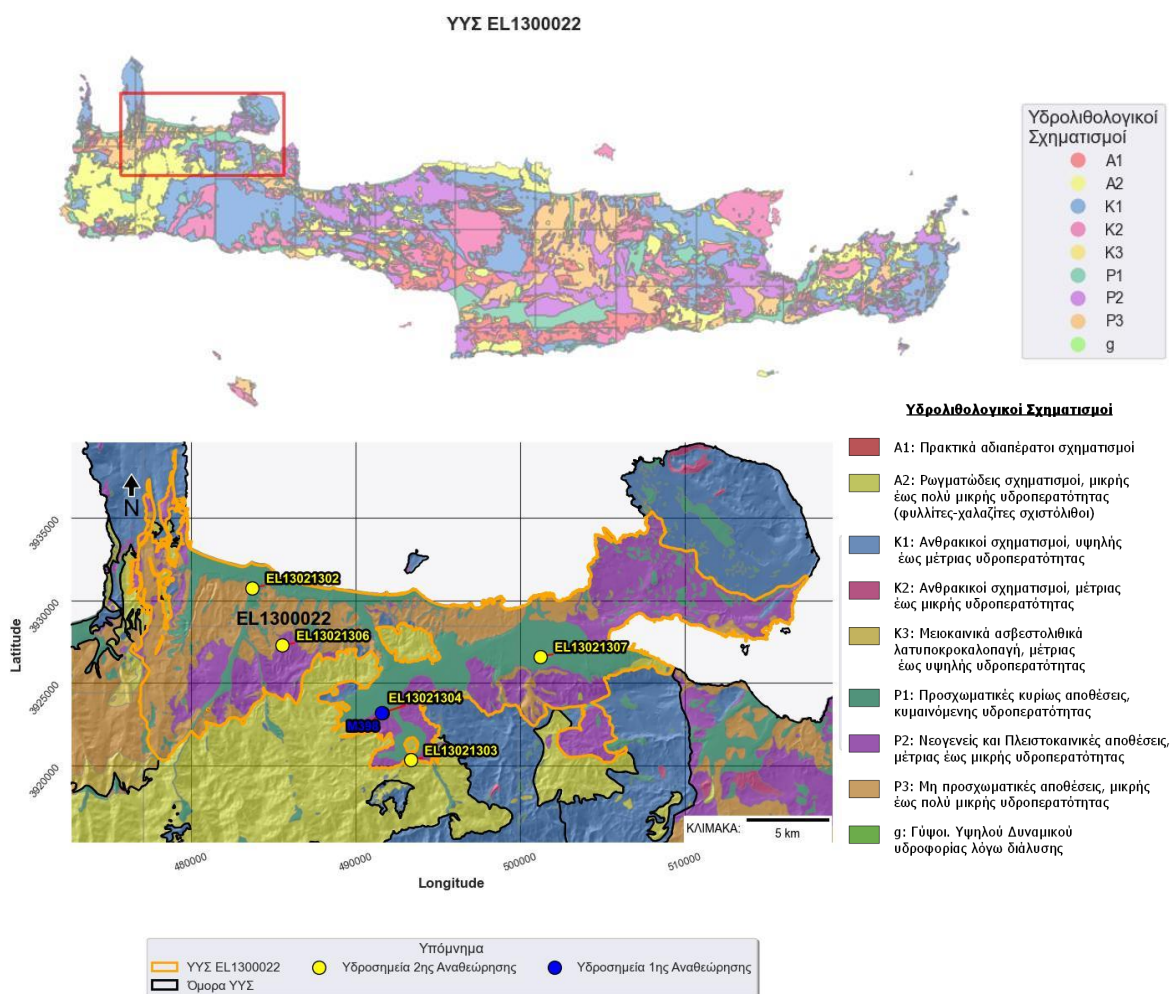 ΥΥΣ EL1300022
Υδρολιθολογικοί
Σχηματισμοί
A1
A2
K1
K2
K3
P1
P2
P3
g
Υδρολιθολογικοί Σχηματισμοί
A1: Πρακτικά αδιαπέρατοι σχηματισμοί
A2: Ρωγματώδεις σχηματισμοί, μικρής
έως πολύ μικρής υδροπερατότητας
(φυλλίτες-χαλαζίτες σχιστόλιθοι)
K1: Ανθρακικοί σχηματισμοί, υψηλής
έως μέτριας υδροπερατότητας
K2: Ανθρακικοί σχηματισμοί, μέτριας
έως μικρής υδροπερατότητας
K3: Μειοκαινικά ασβεστολιθικά
λατυποκροκαλοπαγή, μέτριας
έως υψηλής υδροπερατότητας
P1: Προσχωματικές κυρίως αποθέσεις,
κυμαινόμενης υδροπερατότητας
P2: Νεογενείς και Πλειστοκαινικές αποθέσεις,
μέτριας έως μικρής υδροπερατότητας
P3: Μη προσχωματικές αποθέσεις, μικρής
έως πολύ μικρής υδροπερατότητας
g: Γύψοι. Υψηλού Δυναμικού
υδροφορίας λόγω διάλυσης
N
3935000
3930000
3925000
3920000
Latitude
EL13021302
EL1300022
EL13021306
EL13021307
EL13021304
M398
EL13021303
ΚΛΙΜΑΚΑ:
5 km
480000
490000
500000
510000
Longitude
Υπόμνημα
ΥΥΣ EL1300022
Υδροσημεία 2ης Αναθεώρησης
Υδροσημεία 1ης Αναθεώρησης
Όμορα ΥΥΣ